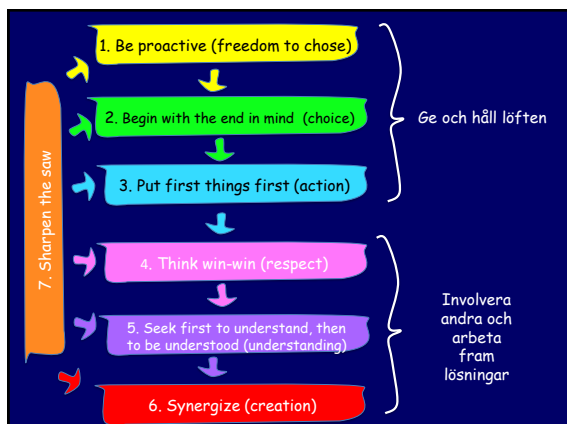 1. Be proactive (freedom to chose)
2. Begin with the end in mind (choice)
Ge och håll löften
3. Put first things first (action)
7. Sharpen the saw
4. Think win-win (respect)
5. Seek first to understand, then
to be understood (understanding)
Involvera
andra och
arbeta
fram
lösningar
6. Synergize (creation)